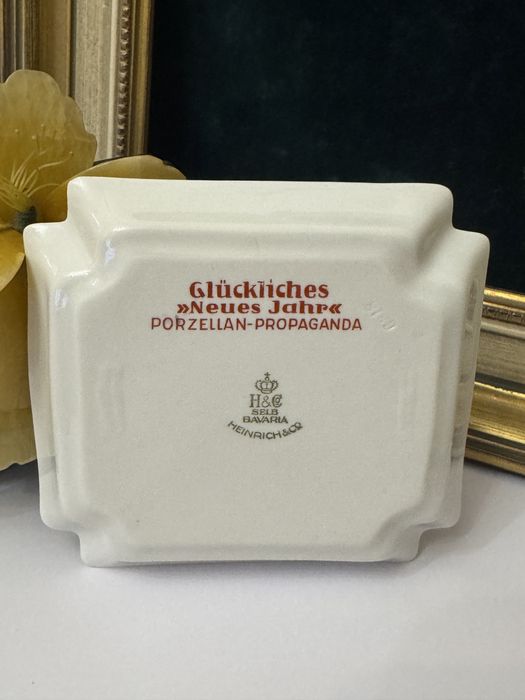 Glückliches
»Neues Jahr«
PORZELLAN-PROPAGANDA
H&C
SELB
BAVARIA
HEINRICH&CO